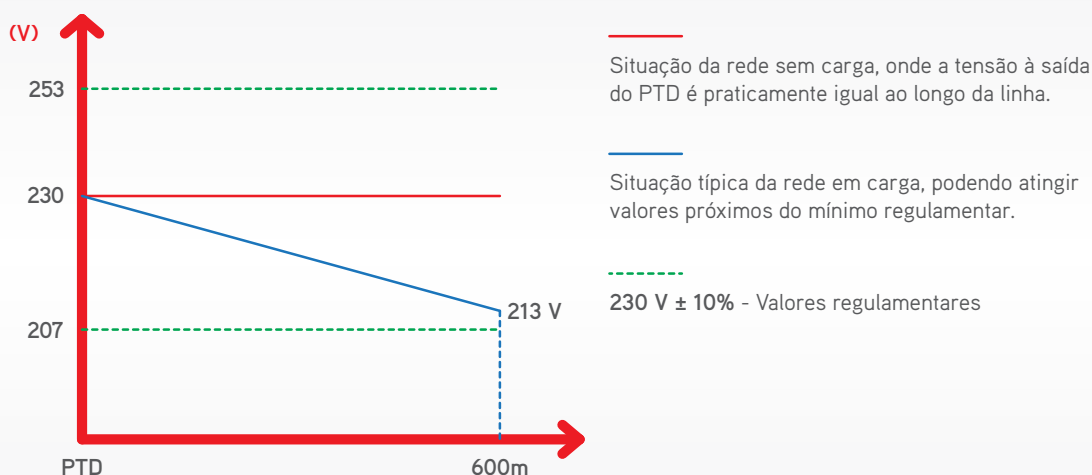 (V)
253
230
207
213 V
PTD
600m
Situação da rede sem carga, onde a tensão à saída
do PTD é praticamente igual ao longo da linha.
Situação típica da rede em carga, podendo atingir
valores próximos do mínimo regulamentar.
230 V ± 10% - Valores regulamentares